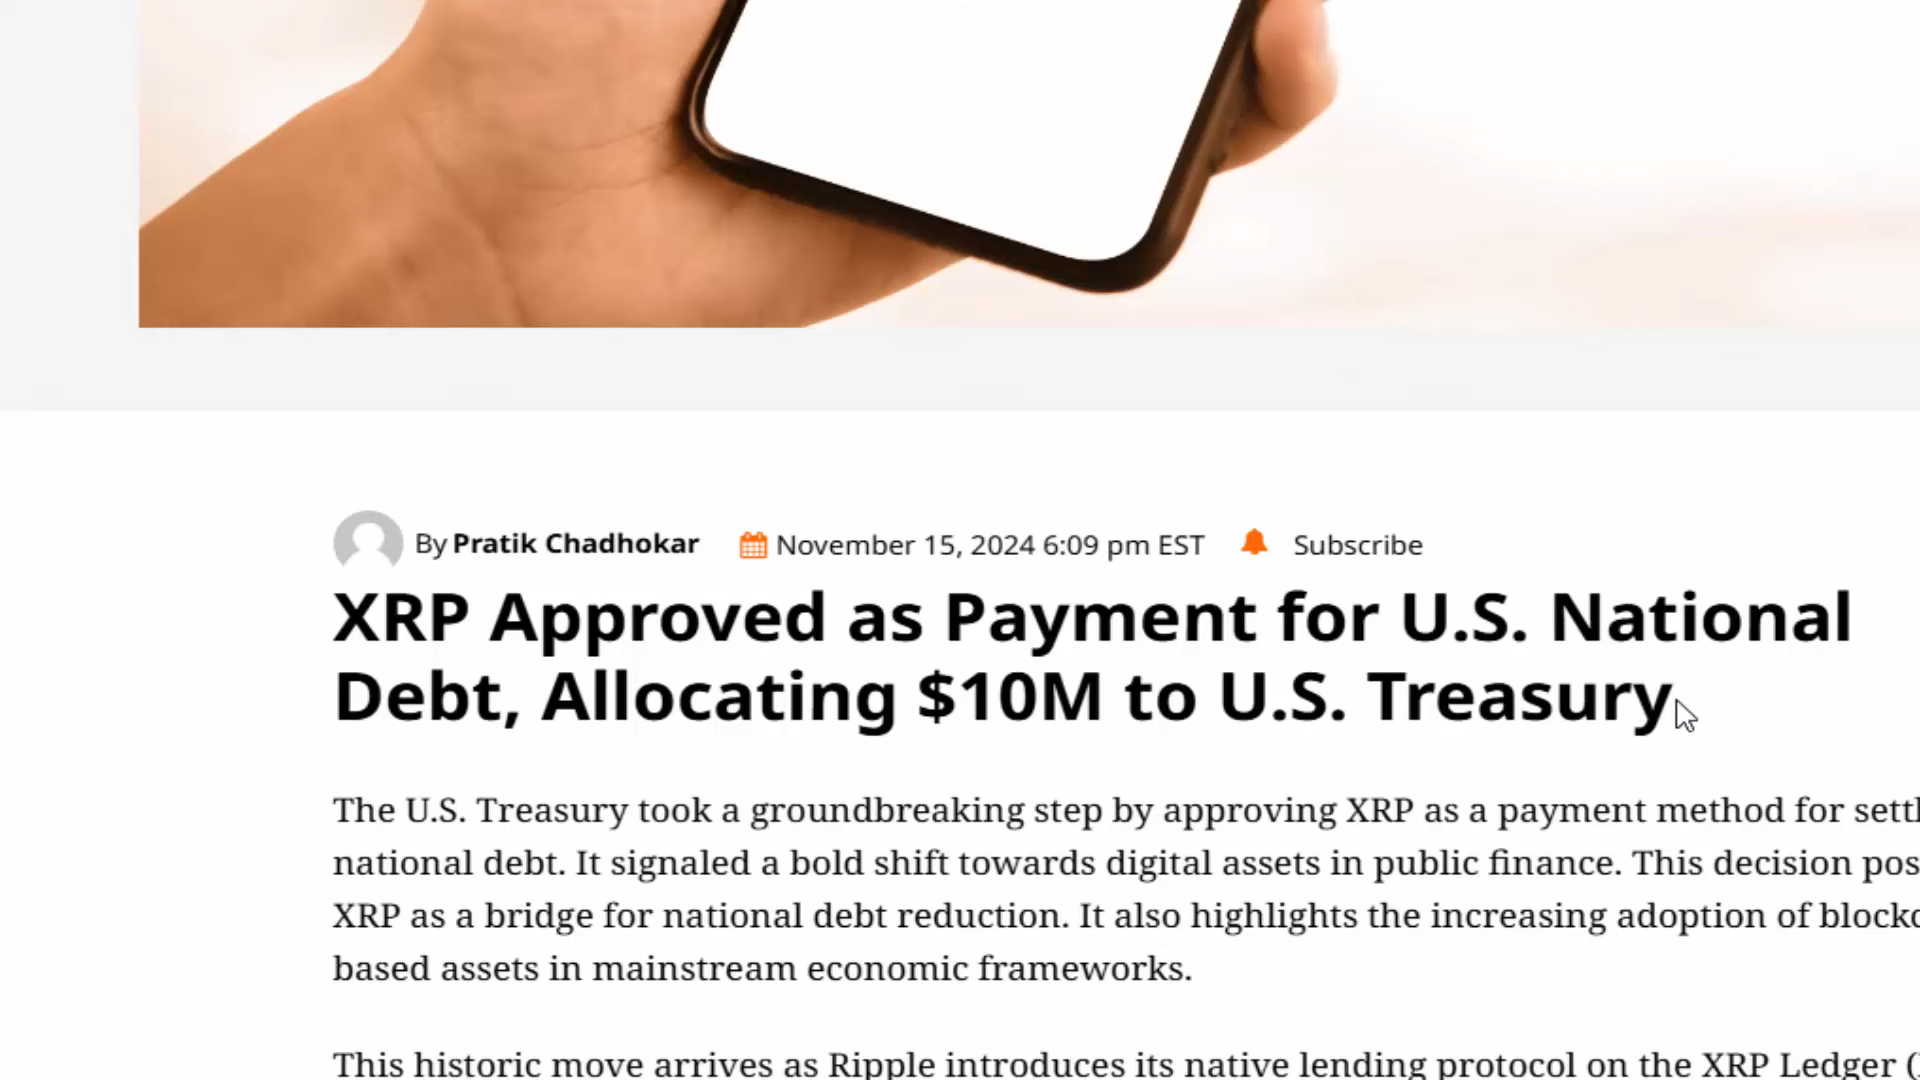 By Pratik Chadhokar November 15, 2024 6:09 pm EST Subscribe
XRP Approved as Payment for U.S. National
Debt, Allocating $10M to U.S. Treasury
The U.S. Treasury took a groundbreaking step by approving XRP as a payment method for
national debt. It signaled a bold shift towards digital assets in public finance. This decision
XRP as a bridge for national debt reduction. It also highlights the increasing adoption of
based assets in mainstream economic frameworks.
This historic move arrives as Ripple introduces its native lending protocol on the XRP Ledger